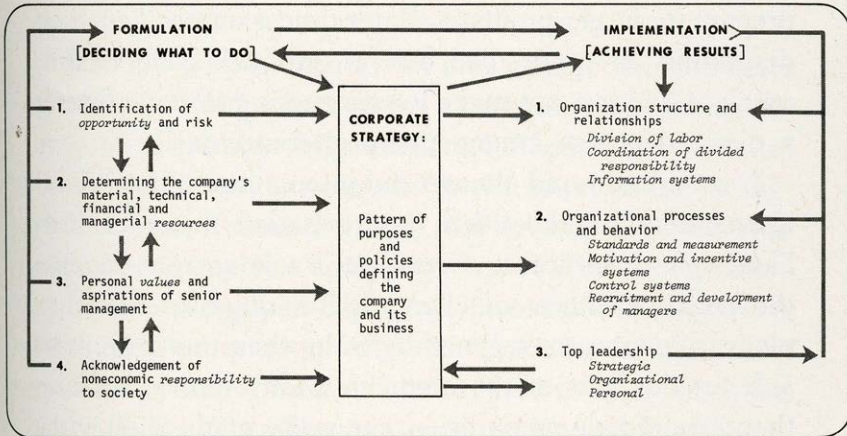 FORMULATION
[DECIDING WHAT TO DO]
1. Identification of
opportunity and risk
2. Determining the company's
material, technical,
financial and
managerial resources
3. Personal values and
aspirations of senior
management
4. Acknowledgement of
noneconomic responsibility
to society
CORPORATE
STRATEGY:
Pattern of
purposes
and
policies
defining
the
company
and its
business
IMPLEMENTATION
[ACHIEVING RESULTS]
1. Organization structure and
relationships
Division of labor
Coordination of divided
responsibility
Information systems
2. Organizational processes
and behavior
Standards and measurement
Motivation and incentive
systems
Control systems
Recruitment and development
of managers
3. Top leadership
Strategic
Organizational
Personal